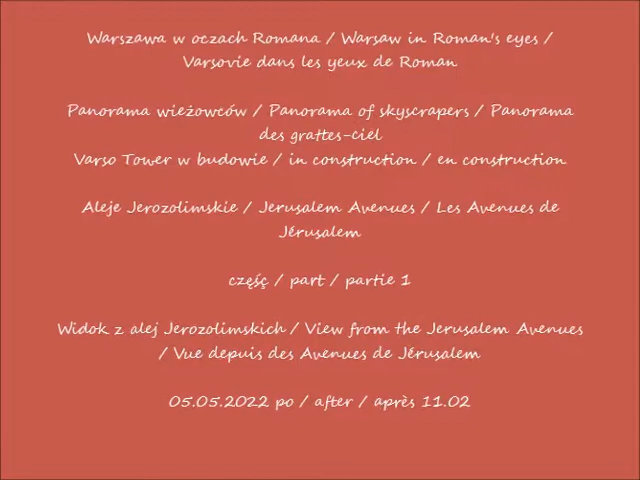 Warszawa w oczach Romana / Warsaw in Roman's eyes /
Varsovie dans les yeux de Roman
Panorama wieżowców / Panorama of skyscrapers / Panorama
des grattes-ciel
Varso Tower w budowie / in construction / en construction
Aleje Jerozolimskie / Jerusalem Avenues / Les Avenues de
Jérusalem
częśç / part / partie 1
Widok z alej Jerozolimskich / View from the Jerusalem Avenues
/ Vue depuis des Avenues de Jérusalem
05.05.2022 po / after / après 11.02